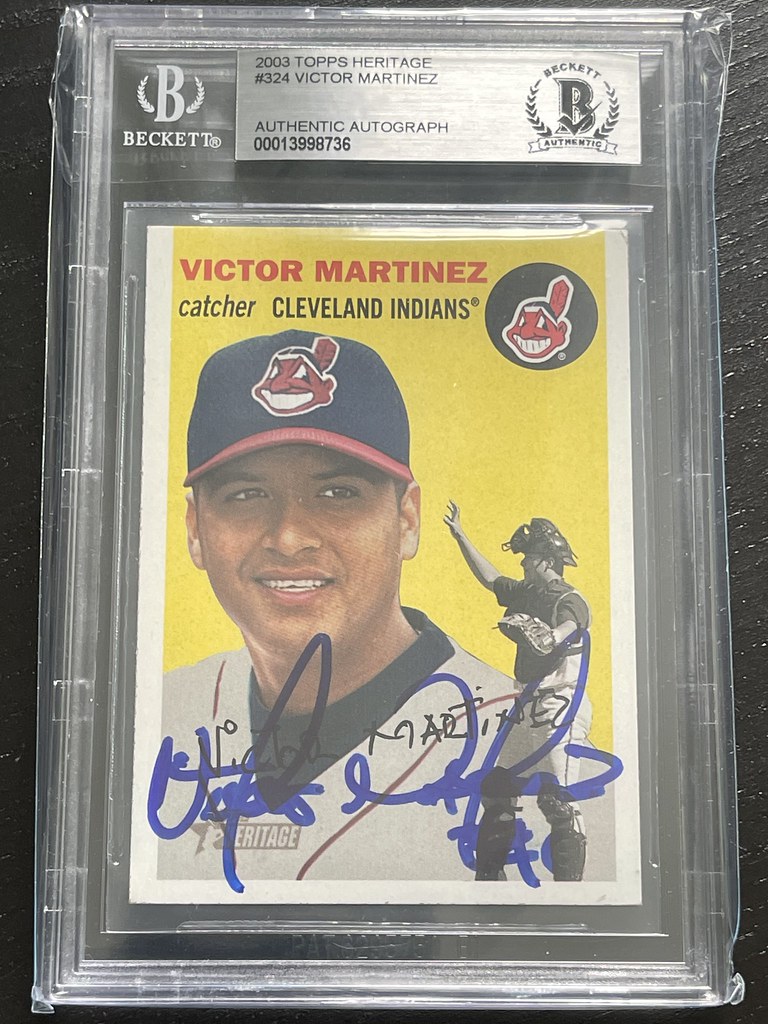 2003 TOPPS HERITAGE
#324 VICTOR MARTINEZ
AUTHENTIC AUTOGRAPH
00013998736
B
BECKETT®
BECKETT
B
AUTHENTIC
VICTOR MARTINEZ
catcher CLEVELAND INDIANS®
Victor MARTINEZ
HERITAGE